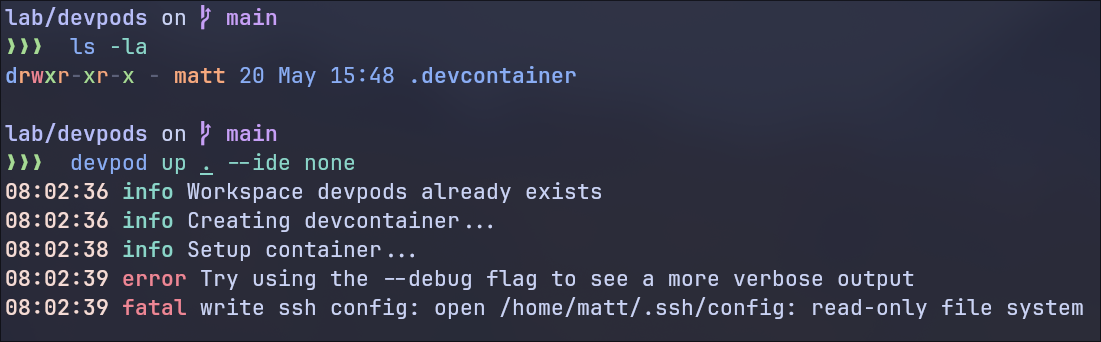 lab/devpods on main
❯❯❯ ls -la
drwxr-xr-x - matt 20 May 15:48 .devcontainer
lab/devpods on main
❯❯❯ devpod up . --ide none
08:02:36 info Workspace devpods already exists
08:02:36 info Creating devcontainer...
08:02:38 info Setup container...
08:02:39 error Try using the --debug flag to see a more verbose output
08:02:39 fatal write ssh config: open /home/matt/.ssh/config: read-only file system